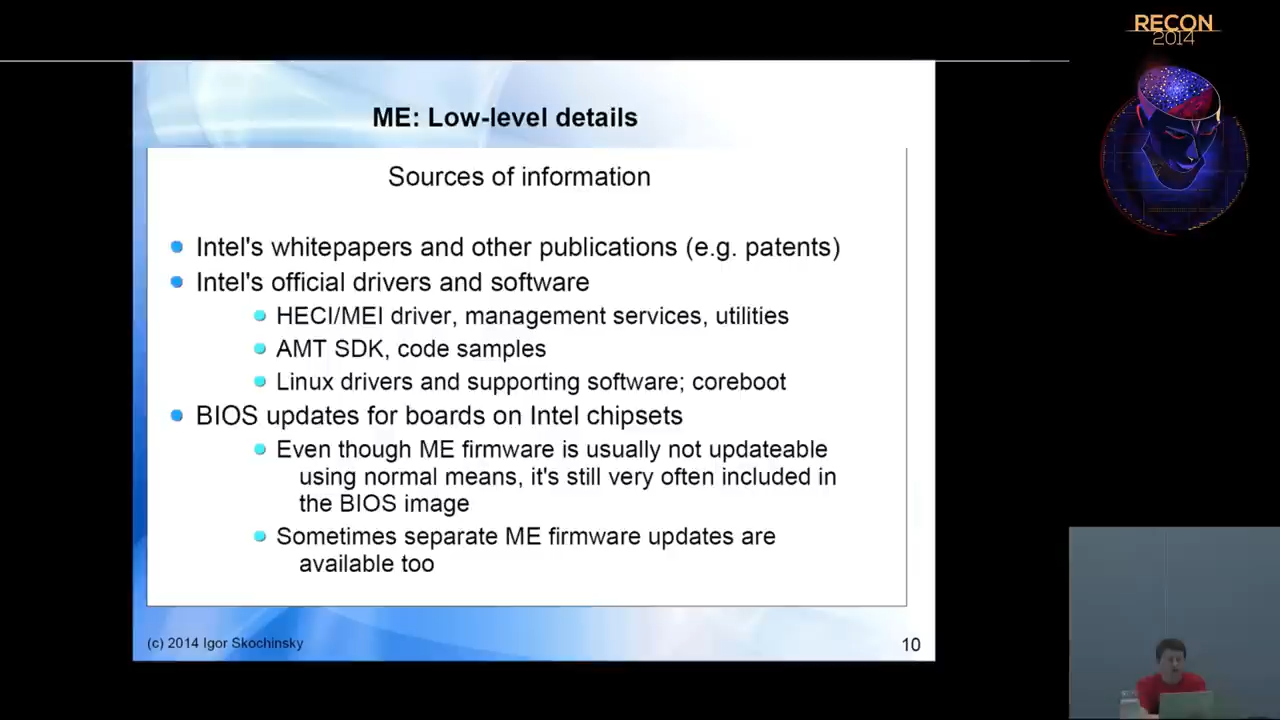 RECON
2014
ME: Low-level details
Sources of information
Intel's whitepapers and other publications (e.g. patents)
Intel's official drivers and software
HECI/MEI driver, management services, utilities
AMT SDK, code samples
Linux drivers and supporting software; coreboot
BIOS updates for boards on Intel chipsets
Even though ME firmware is usually not updateable
using normal means, it's still very often included in
the BIOS image
Sometimes separate ME firmware updates are
available too
(c) 2014 Igor Skochinsky
10